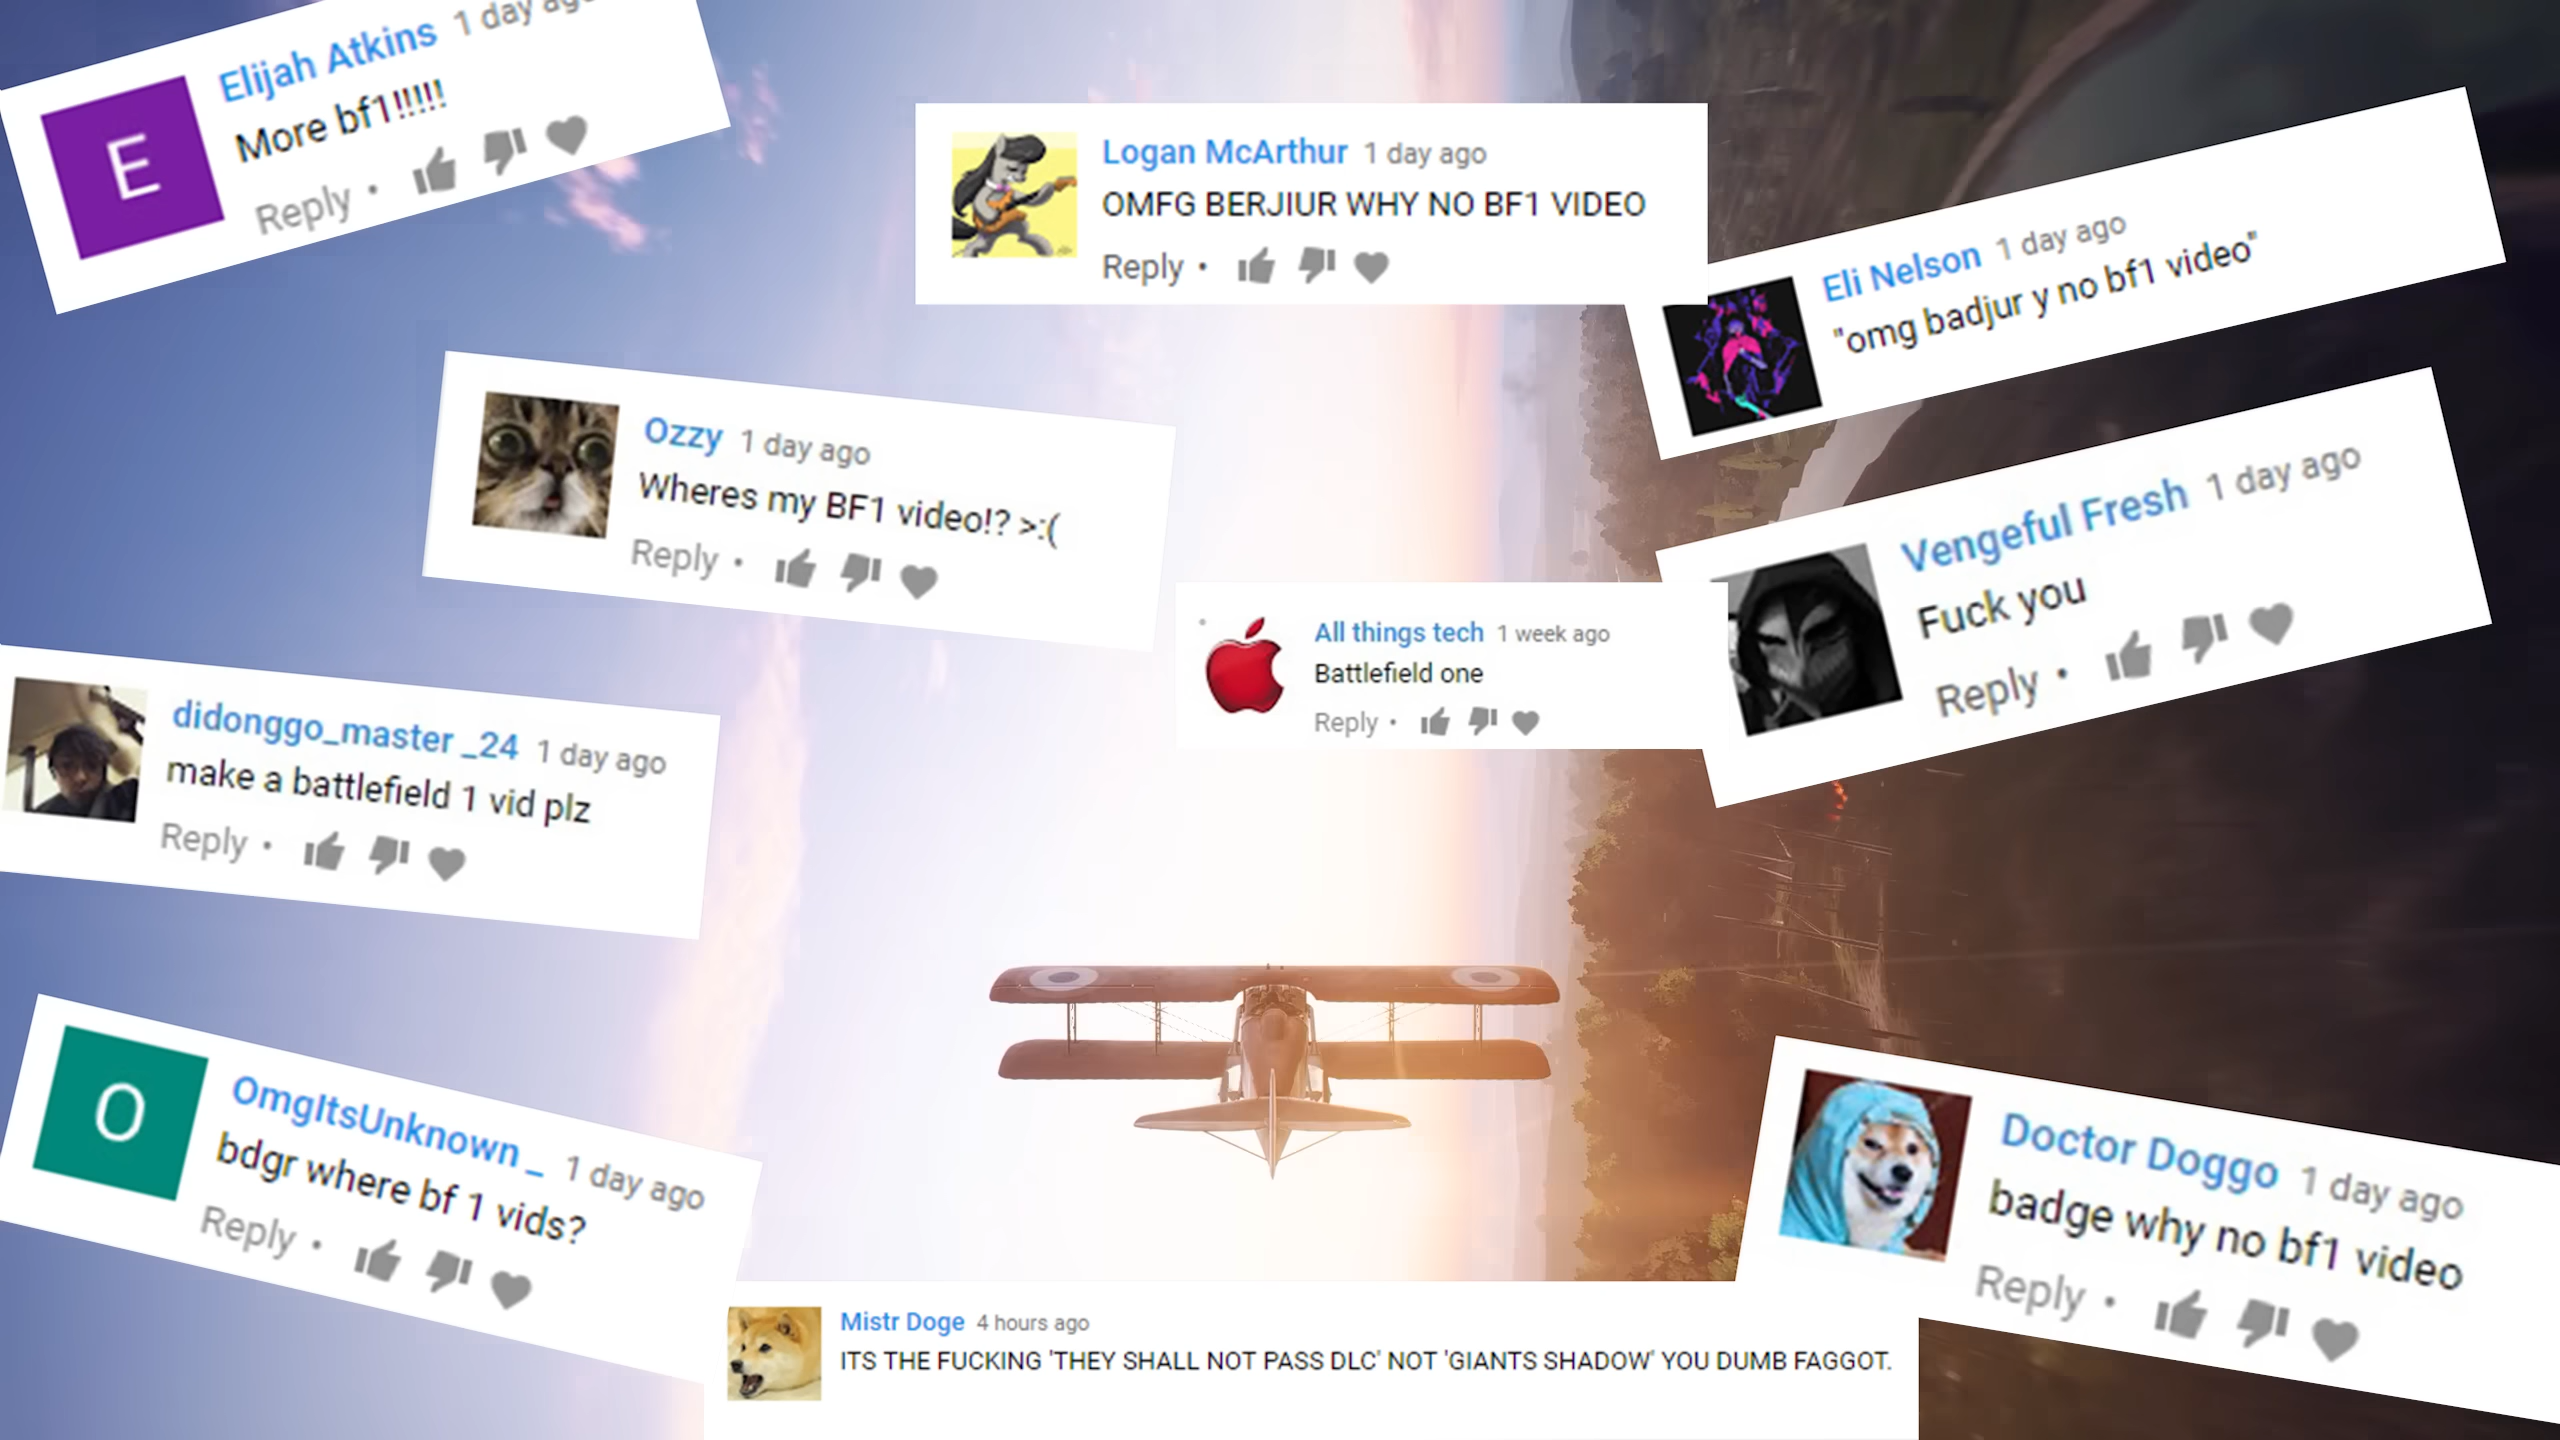 Elijah Atkins 1 day ago
More bf1!!!!!
Reply •
E
Logan McArthur 1 day ago
OMFG BERJIUR WHY NO BF1 VIDEO
Reply •
Eli Nelson 1 day ago
"omg badjur y no bf1 video"
Ozzy 1 day ago
Wheres my BF1 video!? >:(
Reply •
Vengeful Fresh 1 day ago
Fuck you
Reply •
All things tech 1 week ago
Battlefield one
Reply •
didonggo_master _24 1 day ago
make a battlefield 1 vid plz
Reply •
O
OmgItsUnknown _ 1 day ago
bdgr where bf 1 vids?
Reply •
Doctor Doggo 1 day ago
badge why no bf1 video
Reply •
Mistr Doge 4 hours ago
ITS THE FUCKING 'THEY SHALL NOT PASS DLC' NOT 'GIANTS SHADOW' YOU DUMB FAGGOT.